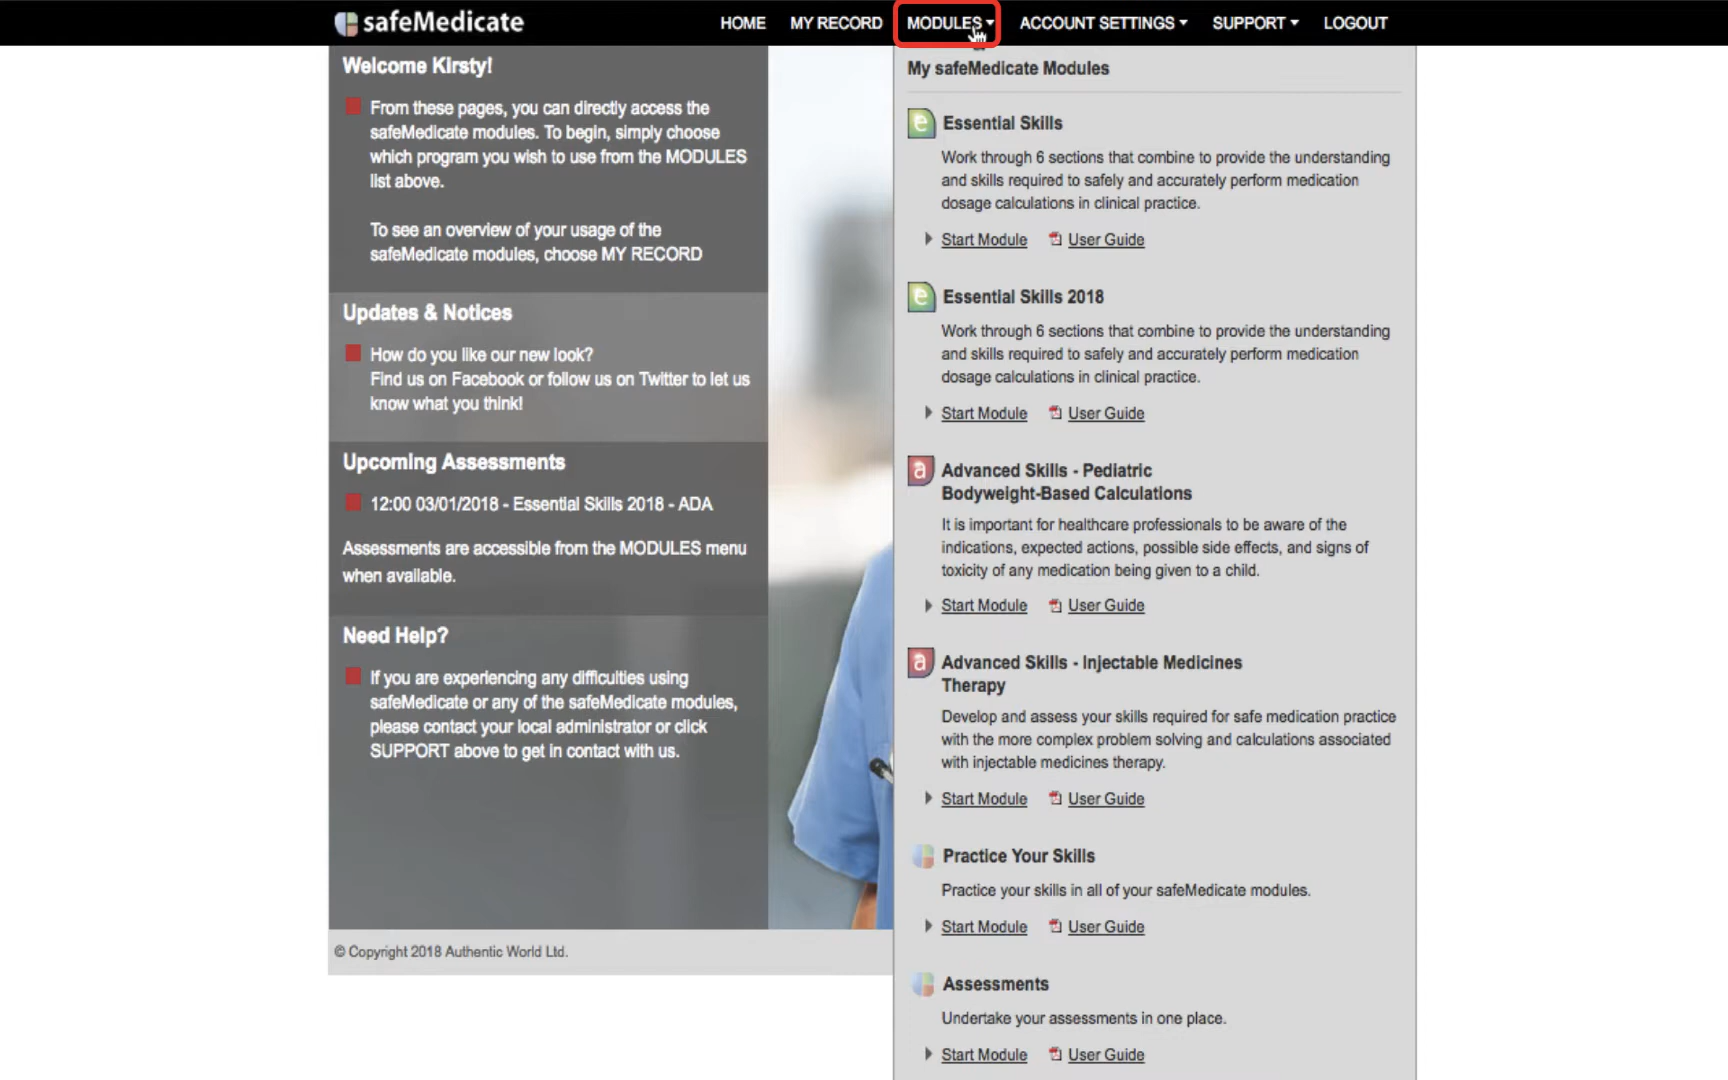 safeMedicate
HOME MY RECORD MODULES ACCOUNT SETTINGS SUPPORT LOGOUT
Welcome Kirsty!
From these pages, you can directly access the
safeMedicate modules. To begin, simply choose
which program you wish to use from the MODULES
list above.
To see an overview of your usage of the
safeMedicate modules, choose MY RECORD
Updates & Notices
How do you like our new look?
Find us on Facebook or follow us on Twitter to let us
know what you think!
Upcoming Assessments
12:00 03/01/2018 - Essential Skills 2018 - ADA
Assessments are accessible from the MODULES menu
when available.
Need Help?
If you are experiencing any difficulties using
safeMedicate or any of the safeMedicate modules,
please contact your local administrator or click
SUPPORT above to get in contact with us.
© Copyright 2018 Authentic World Ltd.
My safeMedicate Modules
e Essential Skills
Work through 6 sections that combine to provide the understanding
and skills required to safely and accurately perform medication
dosage calculations in clinical practice.
Start Module User Guide
e Essential Skills 2018
Work through 6 sections that combine to provide the understanding
and skills required to safely and accurately perform medication
dosage calculations in clinical practice.
Start Module User Guide
a Advanced Skills - Pediatric
Bodyweight-Based Calculations
It is important for healthcare professionals to be aware of the
indications, expected actions, possible side effects, and signs of
toxicity of any medication being given to a child.
Start Module User Guide
a Advanced Skills - Injectable Medicines
Therapy
Develop and assess your skills required for safe medication practice
with the more complex problem solving and calculations associated
with injectable medicines therapy.
Start Module User Guide
Practice Your Skills
Practice your skills in all of your safeMedicate modules.
Start Module User Guide
Assessments
Undertake your assessments in one place.
Start Module User Guide